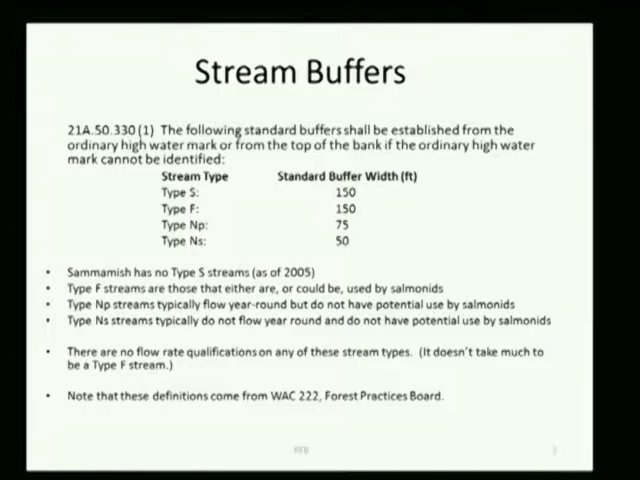 Stream Buffers
21A.50.330 (1) The following standard buffers shall be established from the
ordinary high water mark or from the top of the bank if the ordinary high water
mark cannot be identified:
Stream Type Standard Buffer Width (ft)
Type S: 150
Type F: 150
Type Np: 75
Type Ns: 50
• Sammamish has no Type S streams (as of 2005)
• Type F streams are those that either are, or could be, used by salmonids
• Type Np streams typically flow year-round but do not have potential use by salmonids
• Type Ns streams typically do not flow year round and do not have potential use by salmonids
• There are no flow rate qualifications on any of these stream types. (It doesn't take much to
be a Type F stream.)
• Note that these definitions come from WAC 222, Forest Practices Board.